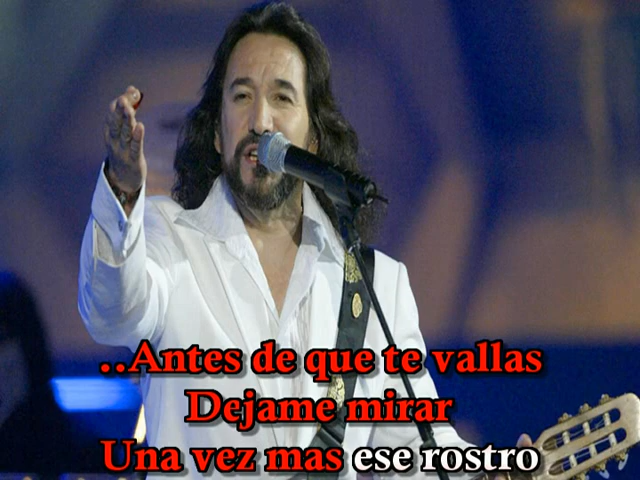 ..Antes de que te vallas
Dejame mirar
Una vez mas ese rostro